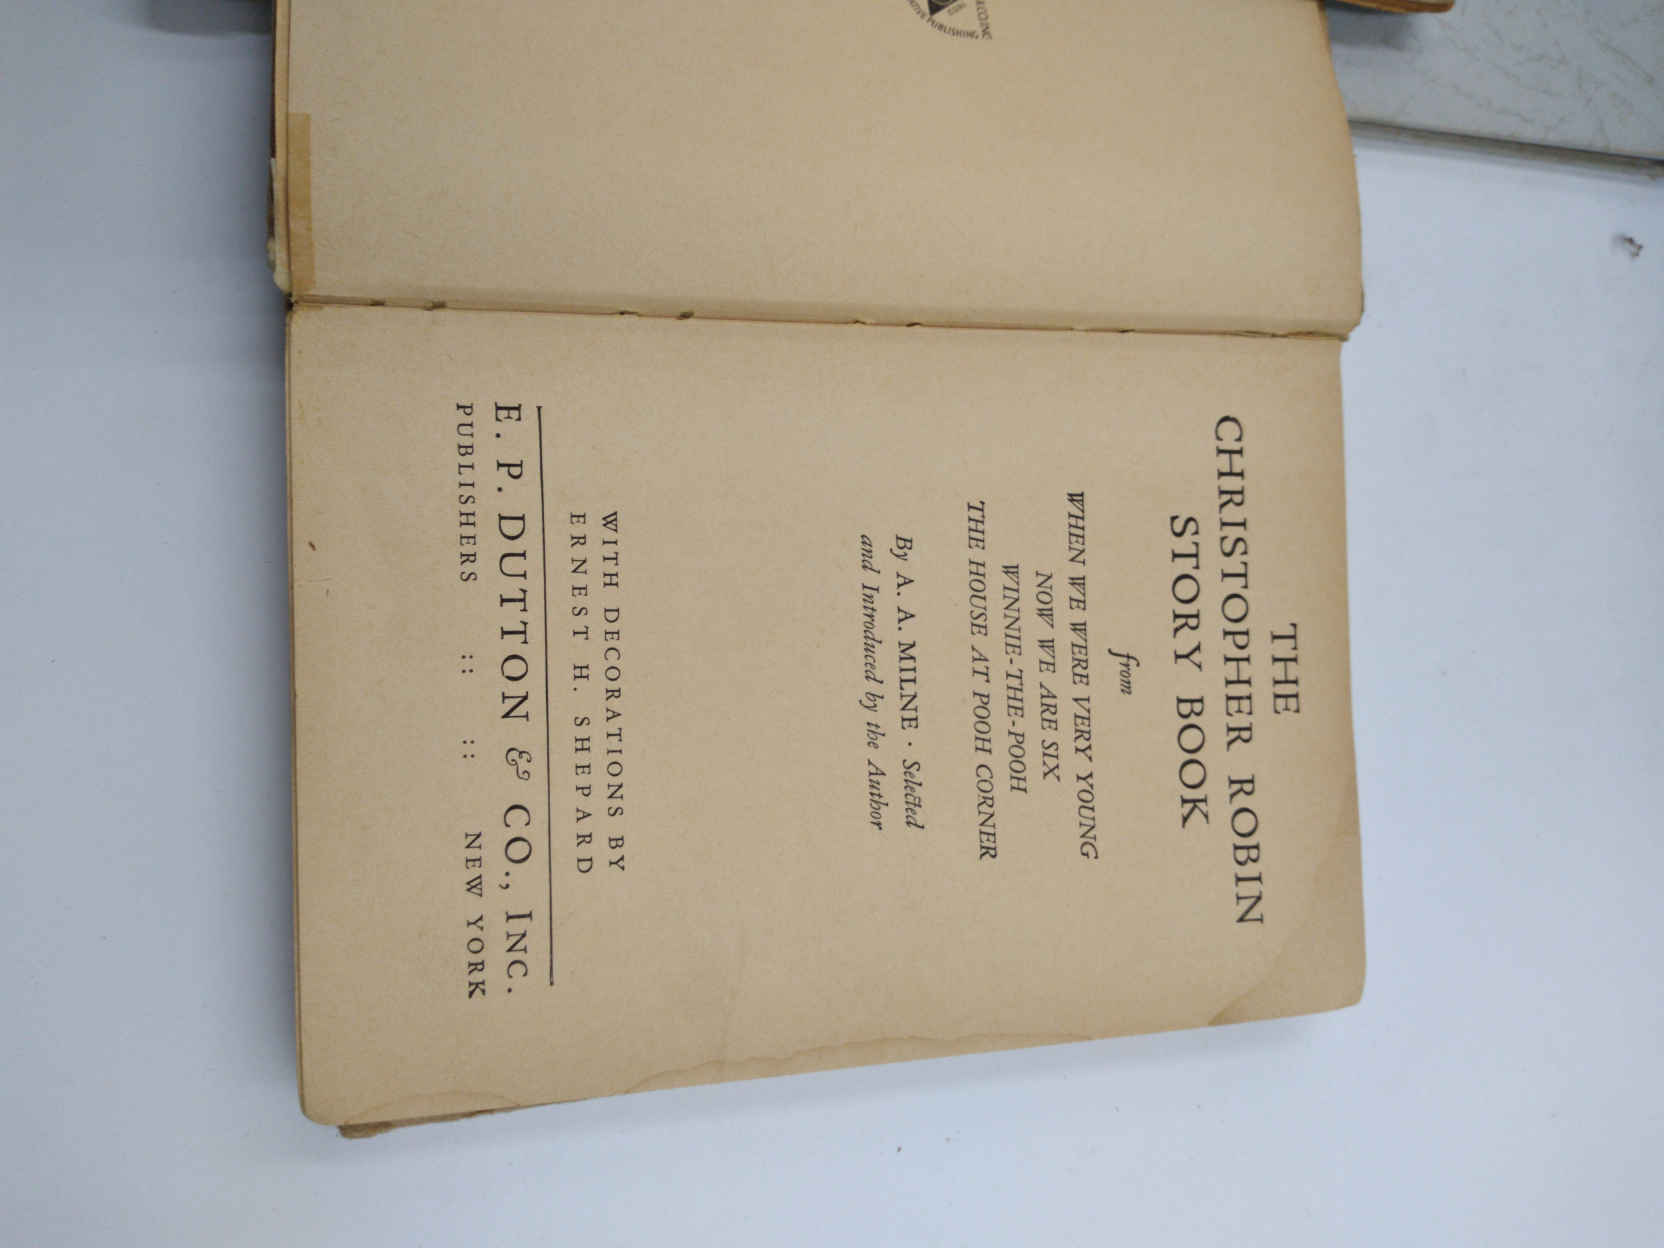 THE
CHRISTOPHER ROBIN
STORY BOOK
from
WHEN WE WERE VERY YOUNG
NOW WE ARE SIX
WINNIE-THE-POOH
THE HOUSE AT POOH CORNER
By A. A. MILNE · Selected
and Introduced by the Author
WITH DECORATIONS BY
ERNEST H. SHEPARD
E. P. DUTTON & CO., INC.
PUBLISHERS :: :: NEW YORK
PUBLISHING